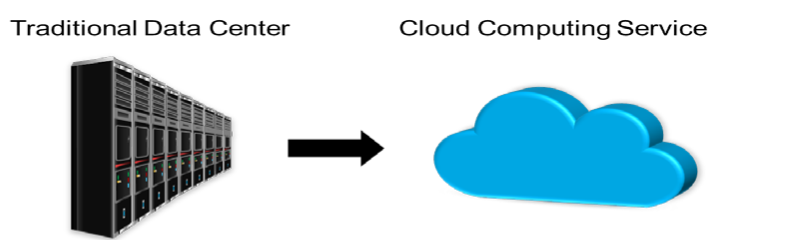 Traditional Data Center
Cloud Computing Service